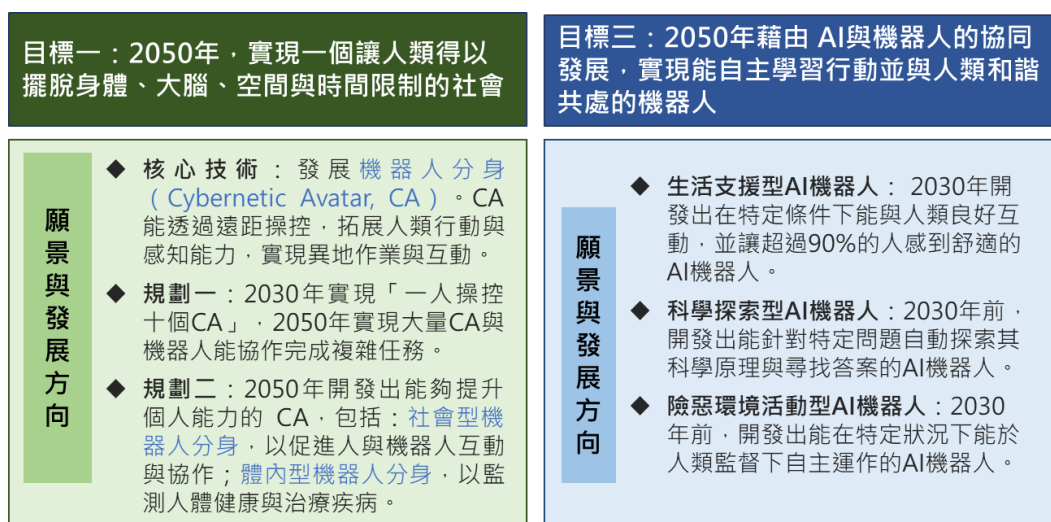 目標一：2050年，實現一個讓人類得以
擺脫身體、大腦、空間與時間限制的社會
願景與發展方向
◆ 核心技術：發展機器人分身
（Cybernetic Avatar, CA）。CA
能透過遠距操控，拓展人類行動與
感知能力，實現異地作業與互動。
◆ 規劃一：2030年實現「一人操控
十個CA」，2050年實現大量CA與
機器人能協作完成複雜任務。
◆ 規劃二：2050年開發出能夠提升
個人能力的 CA，包括：社會型機
器人分身，以促進人與機器人互動
與協作；體內型機器人分身，以監
測人體健康與治療疾病。
目標三：2050年藉由 AI與機器人的協同
發展，實現能自主學習行動並與人類和諧
共處的機器人
願景與發展方向
◆ 生活支援型AI機器人： 2030年開
發出在特定條件下能與人類良好互
動，並讓超過90%的人感到舒適的
AI機器人。
◆ 科學探索型AI機器人：2030年前，
開發出能針對特定問題自動探索其
科學原理與尋找答案的AI機器人。
◆ 險惡環境活動型AI機器人：2030
年前，開發出能在特定狀況下能於
人類監督下自主運作的AI機器人。